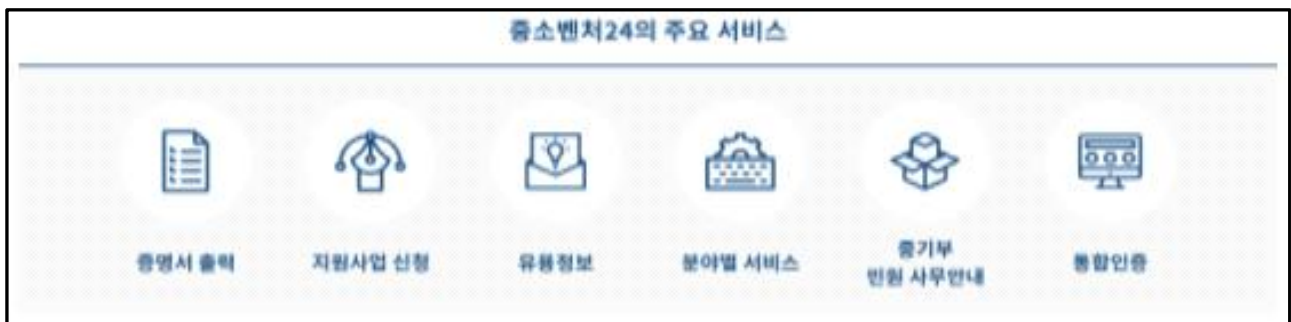 중소벤처24의 주요 서비스
증명서 출력
지원사업 신청
유용정보
분야별 서비스
중기부
민원 사무안내
통합인증